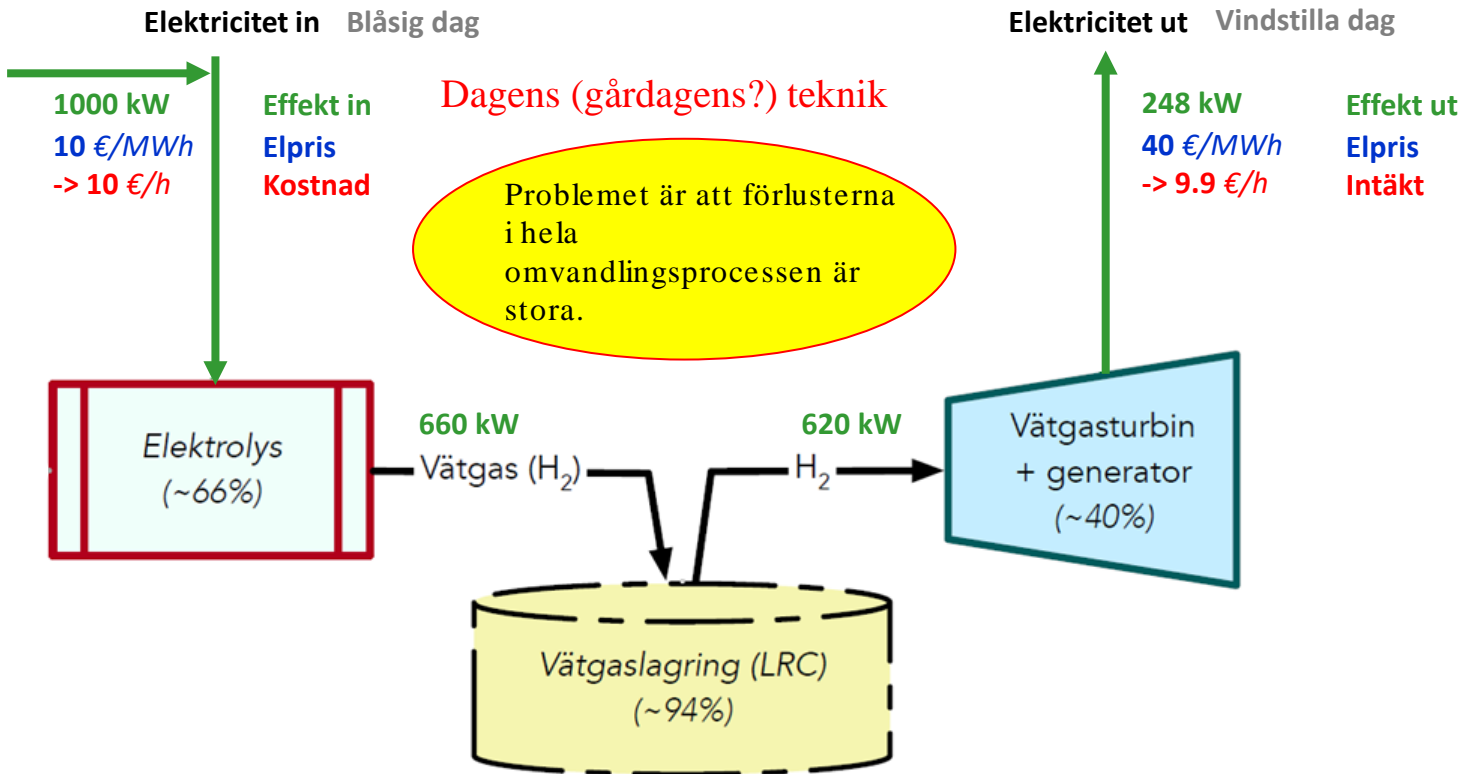 Elektricitet in Blåsig dag
Elektricitet ut Vindstilla dag
1000 kW Effekt in
10 €/MWh Elpris
-> 10 €/h Kostnad
Dagens (gårdagens?) teknik
Problemet är att förlusterna
i hela
omvandlingsprocessen är
stora.
248 kW Effekt ut
40 €/MWh Elpris
-> 9.9 €/h Intäkt
Elektrolys
(~66%)
660 kW
Vätgas (H₂)
620 kW
H₂
Vätgasturbin
+ generator
(~40%)
Vätgaslagring (LRC)
(~94%)